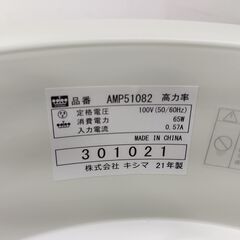 品番 AMP51082 高力率
定格電圧 100V(50/60Hz)
消費電力 65W
入力電流 0.57A
MADE IN CHINA
301021
株式会社 キシマ 21年製